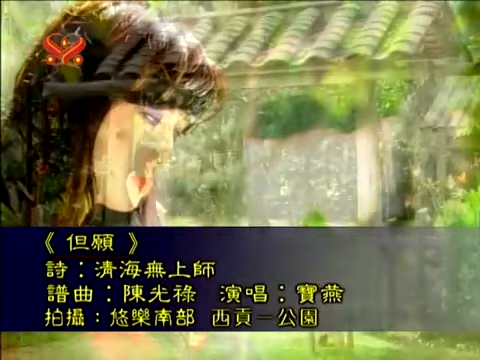 《 但願 》
詩：清海無上師
譜曲：陳光祿 演唱：寶燕
拍攝：悠樂南部 西貢－公園